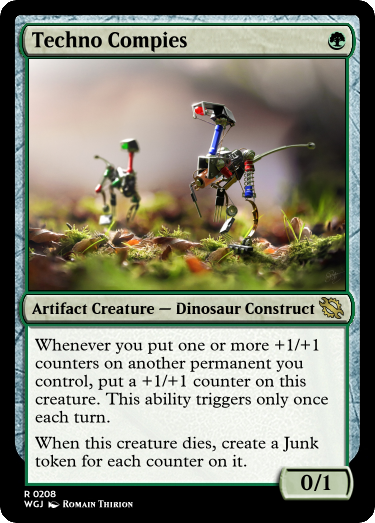 Techno Compies
Artifact Creature — Dinosaur Construct
Whenever you put one or more +1/+1
counters on another permanent you
control, put a +1/+1 counter on this
creature. This ability triggers only once
each turn.
When this creature dies, create a Junk
token for each counter on it.
0/1
R 0208
WGJ Romain Thirion